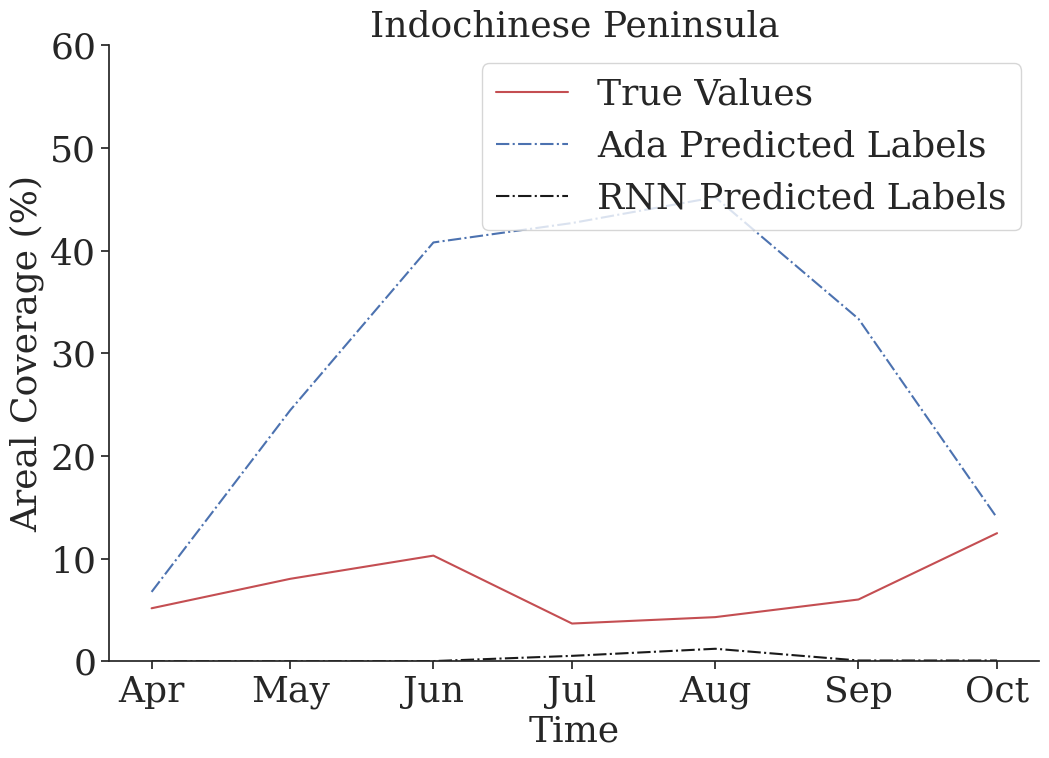 Indochinese Peninsula
True Values
Ada Predicted Labels
RNN Predicted Labels
Areal Coverage (%)
60
50
40
30
20
10
0
Apr May Jun Jul Aug Sep Oct
Time